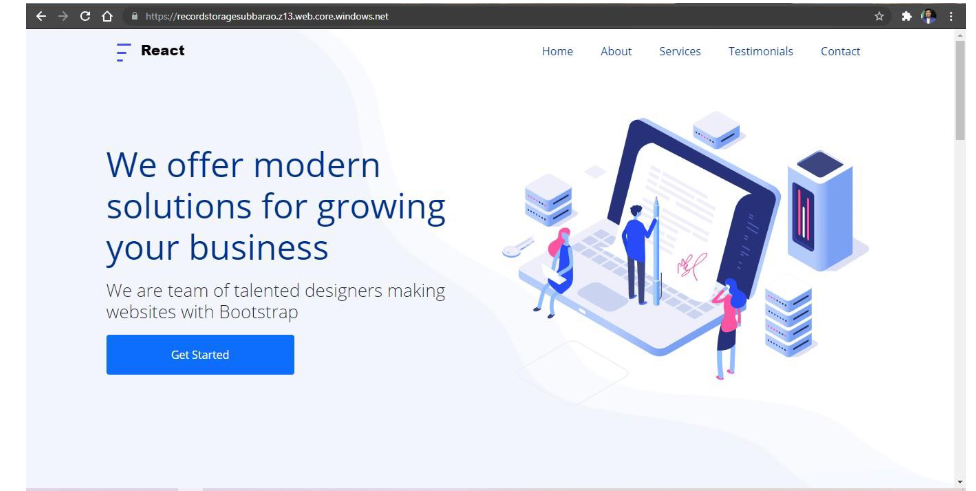 https://recordstoragesubbarao.z13.web.core.windows.net
React
Home About Services Testimonials Contact
We offer modern
solutions for growing
your business
We are team of talented designers making
websites with Bootstrap
Get Started